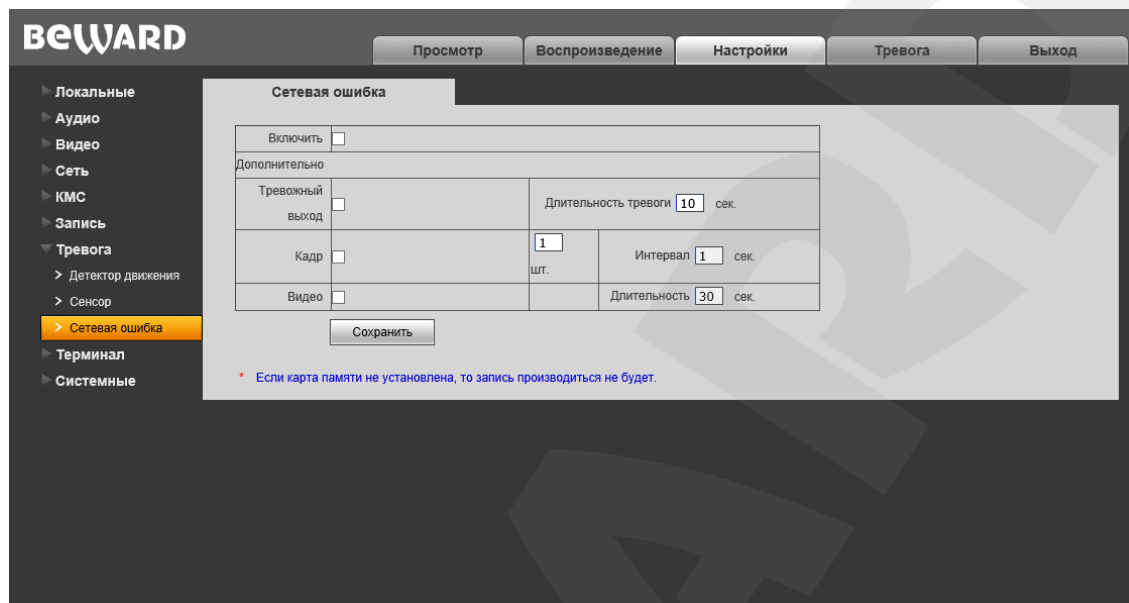 BEWARD
Просмотр Воспроизведение Настройки Тревога Выход
Локальные
Аудио
Видео
Сеть
КМС
Запись
Тревога
Детектор движения
Сенсор
Сетевая ошибка
Терминал
Системные
Сетевая ошибка
Включить
Дополнительно
Тревожный
выход
Длительность тревоги 10 сек.
Кадр
1
шт.
Интервал 1 сек.
Видео
Длительность 30 сек.
Сохранить
* Если карта памяти не установлена, то запись производиться не будет.